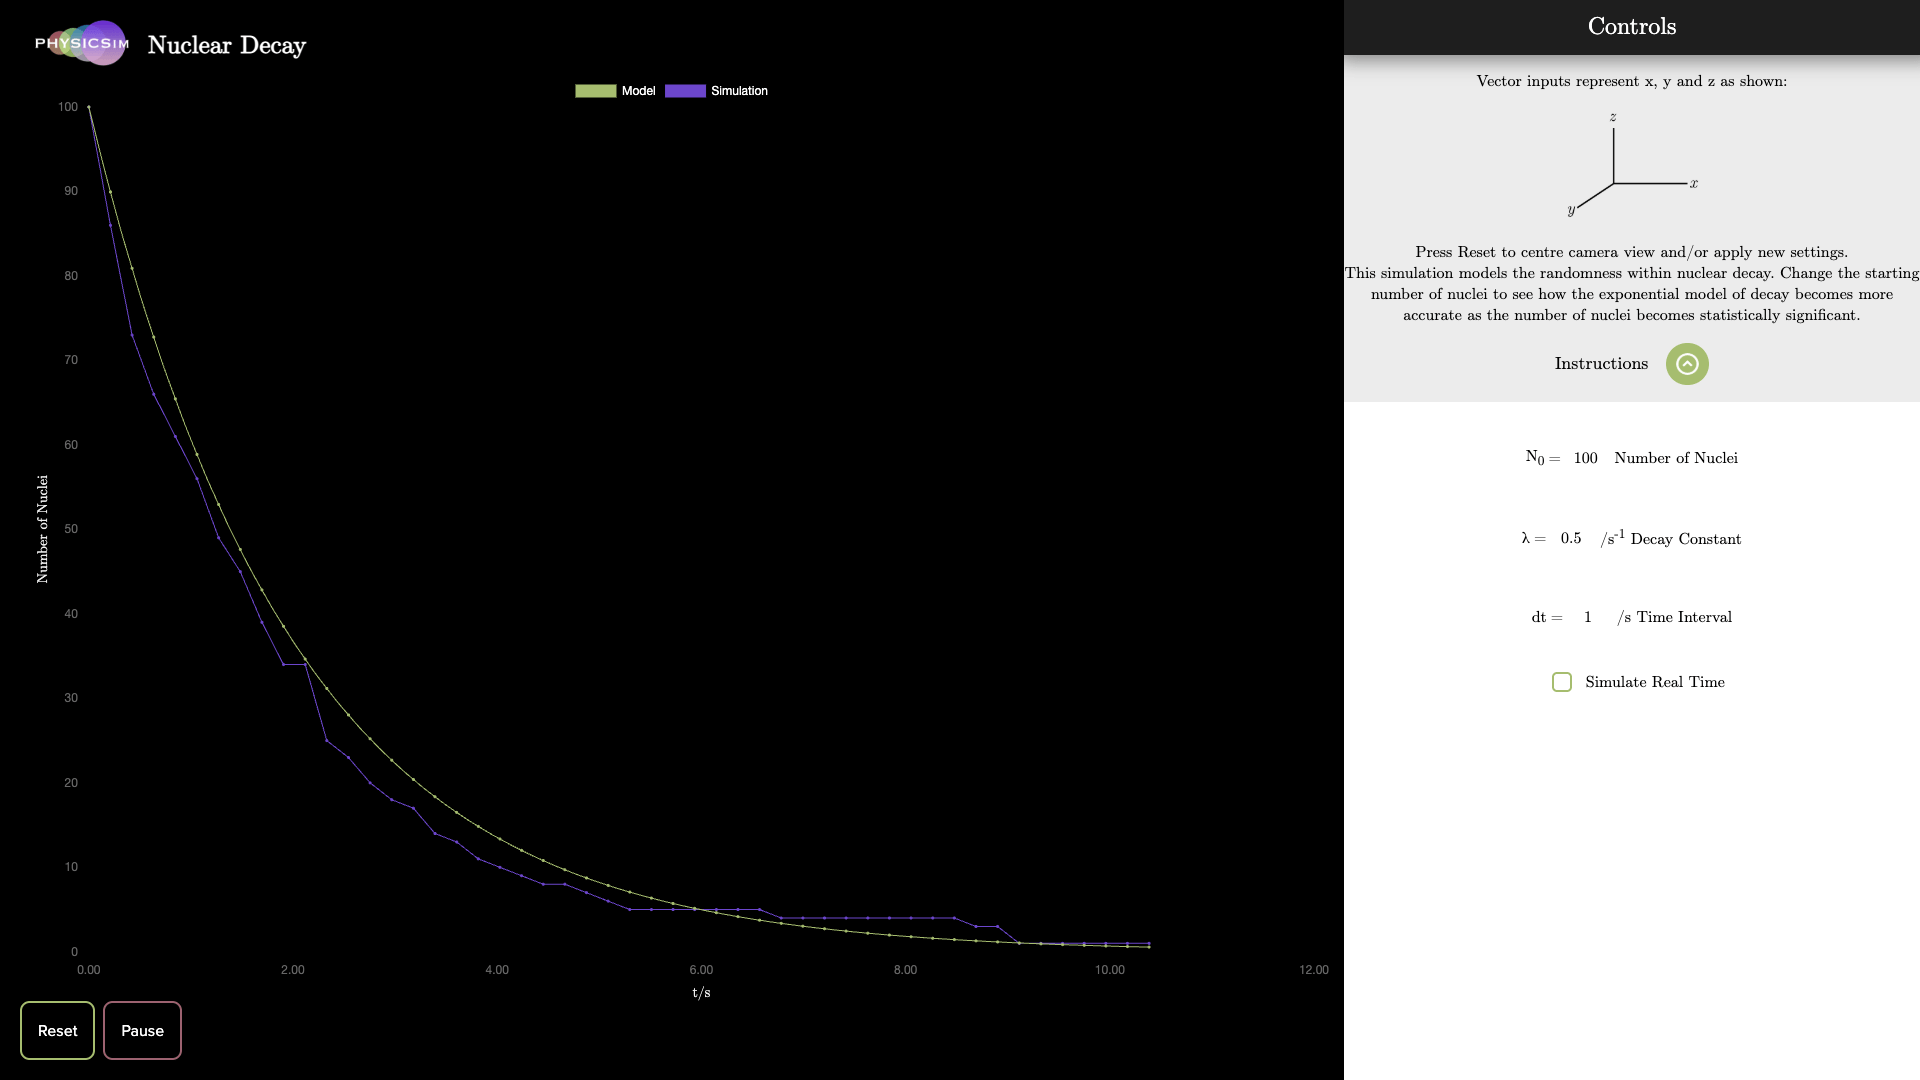 PHYSICSIM
Nuclear Decay
Model
Simulation
100
90
80
70
60
50
40
30
20
10
0
Number of Nuclei
0.00
2.00
4.00
6.00
8.00
10.00
12.00
t/s
Reset
Pause
Controls
Vector inputs represent x, y and z as shown:
z
x
y
Press Reset to centre camera view and/or apply new settings.
This simulation models the randomness within nuclear decay. Change the starting
number of nuclei to see how the exponential model of decay becomes more
accurate as the number of nuclei becomes statistically significant.
Instructions
N₀ = 100 Number of Nuclei
λ = 0.5 /s⁻¹ Decay Constant
dt = 1 /s Time Interval
Simulate Real Time